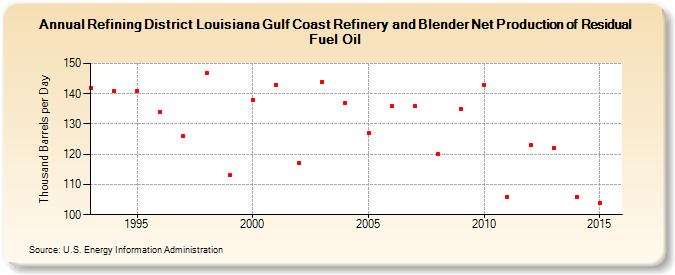 Annual Refining District Louisiana Gulf Coast Refinery and Blender Net Production of Residual
Fuel Oil
Thousand Barrels per Day
150
140
130
120
110
100
1995
2000
2005
2010
2015
Source: U.S. Energy Information Administration